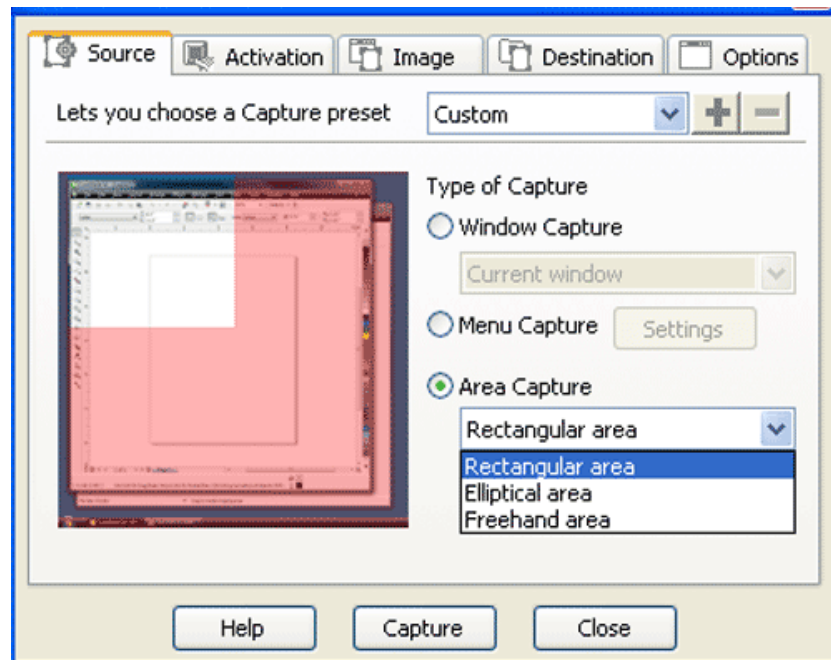 Source Activation Image Destination Options
Lets you choose a Capture preset Custom
Type of Capture
Window Capture
Current window
Menu Capture Settings
Area Capture
Rectangular area
Rectangular area
Elliptical area
Freehand area
Help Capture Close